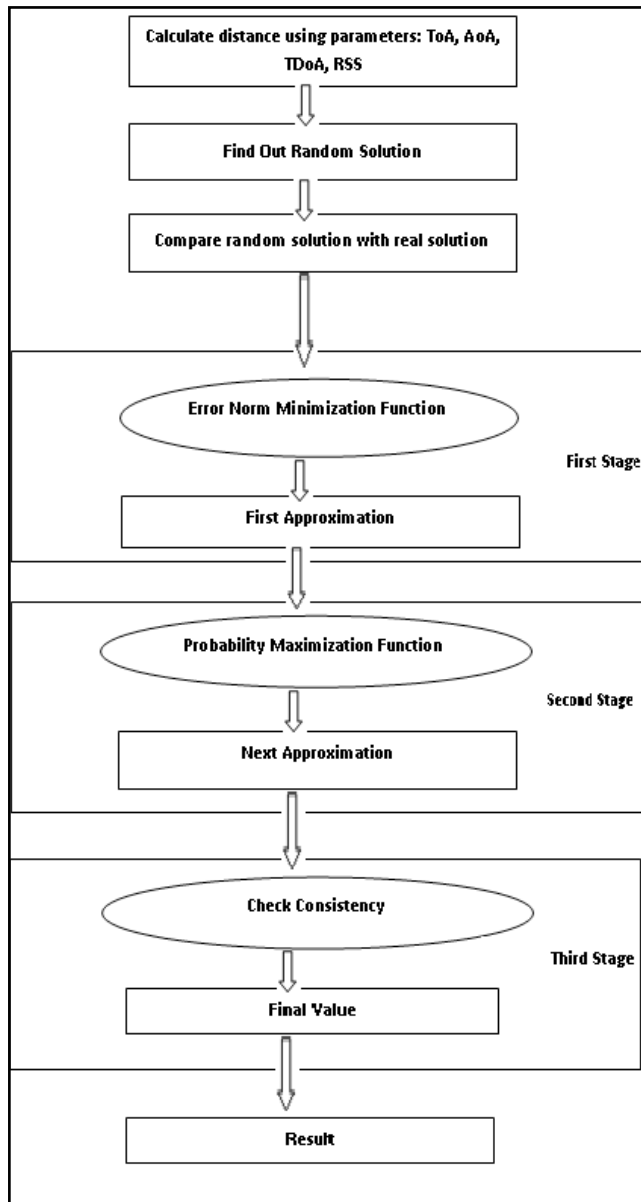 Calculate distance using parameters: ToA, AoA,
TDoA, RSS
Find Out Random Solution
Compare random solution with real solution
Error Norm Minimization Function
First Stage
First Approximation
Probability Maximization Function
Second Stage
Next Approximation
Check Consistency
Third Stage
Final Value
Result